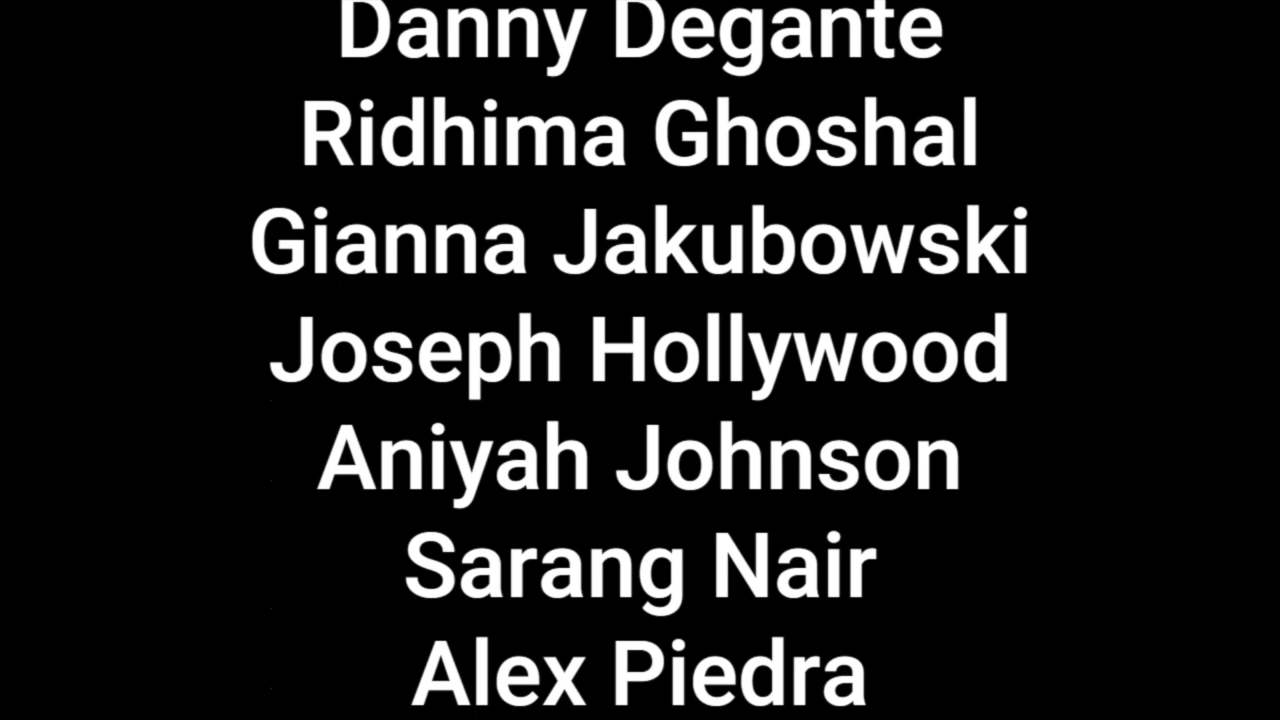 Danny Degante
Ridhima Ghoshal
Gianna Jakubowski
Joseph Hollywood
Aniyah Johnson
Sarang Nair
Alex Piedra